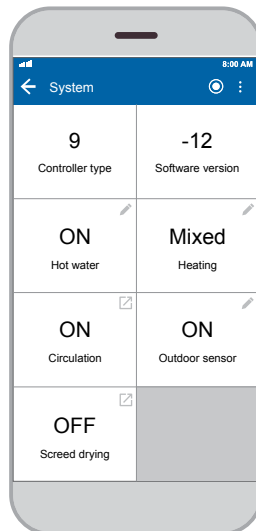 8:00 AM
System
9
Controller type
-12
Software version
ON
Hot water
Mixed
Heating
ON
Circulation
ON
Outdoor sensor
OFF
Screed drying